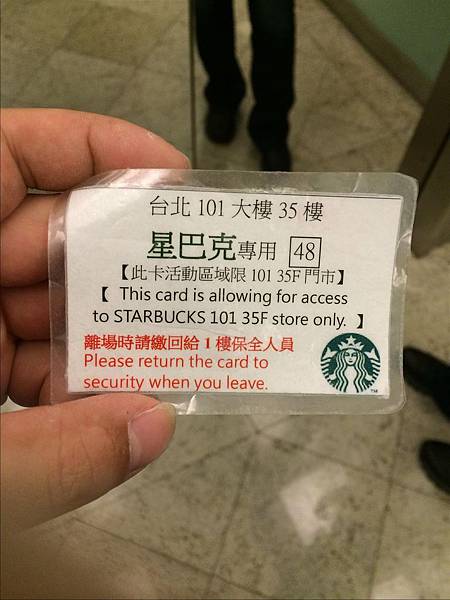 台北 101 大樓 35 樓
星巴克專用 48
【此卡活動區域限 101 35F 門市】
【 This card is allowing for access
to STARBUCKS 101 35F store only. 】
離場時請繳回給 1 樓保全人員
Please return the card to
security when you leave.
TM